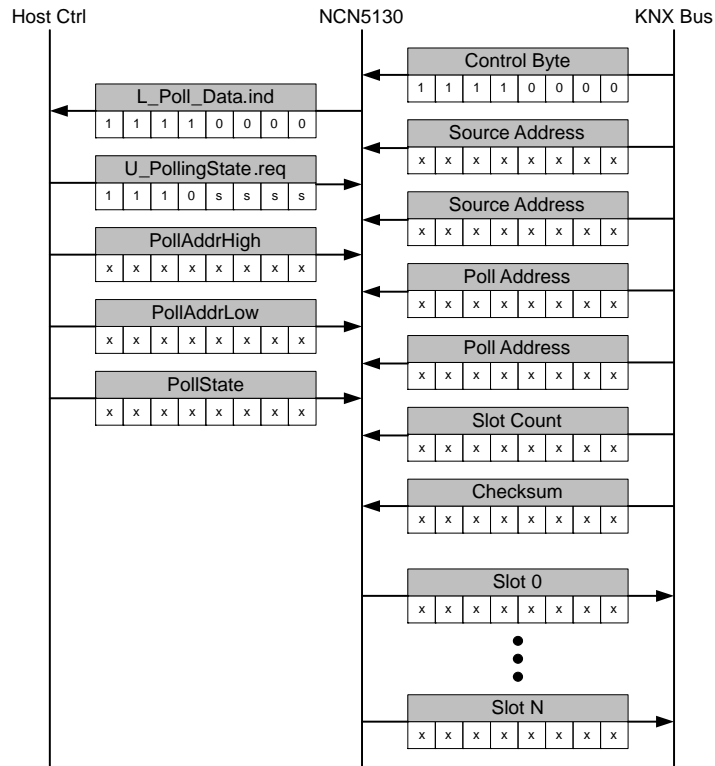 Host Ctrl NCN5130 KNX Bus
Control Byte
1 1 1 1 0 0 0 0
L_Poll_Data.ind
1 1 1 1 0 0 0 0
Source Address
x x x x x x x x
U_PollingState.req
1 1 1 0 s s s s
Source Address
x x x x x x x x
PollAddrHigh
x x x x x x x x
Poll Address
x x x x x x x x
PollAddrLow
x x x x x x x x
Poll Address
x x x x x x x x
PollState
x x x x x x x x
Slot Count
x x x x x x x x
Checksum
x x x x x x x x
Slot 0
x x x x x x x x
Slot N
x x x x x x x x